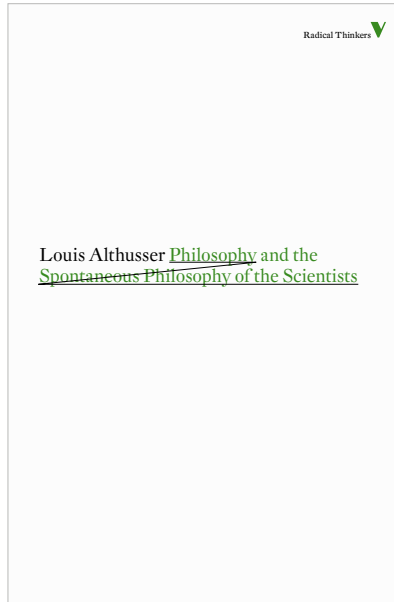 Radical Thinkers V
Louis Althusser Philosophy and the
Spontaneous Philosophy of the Scientists